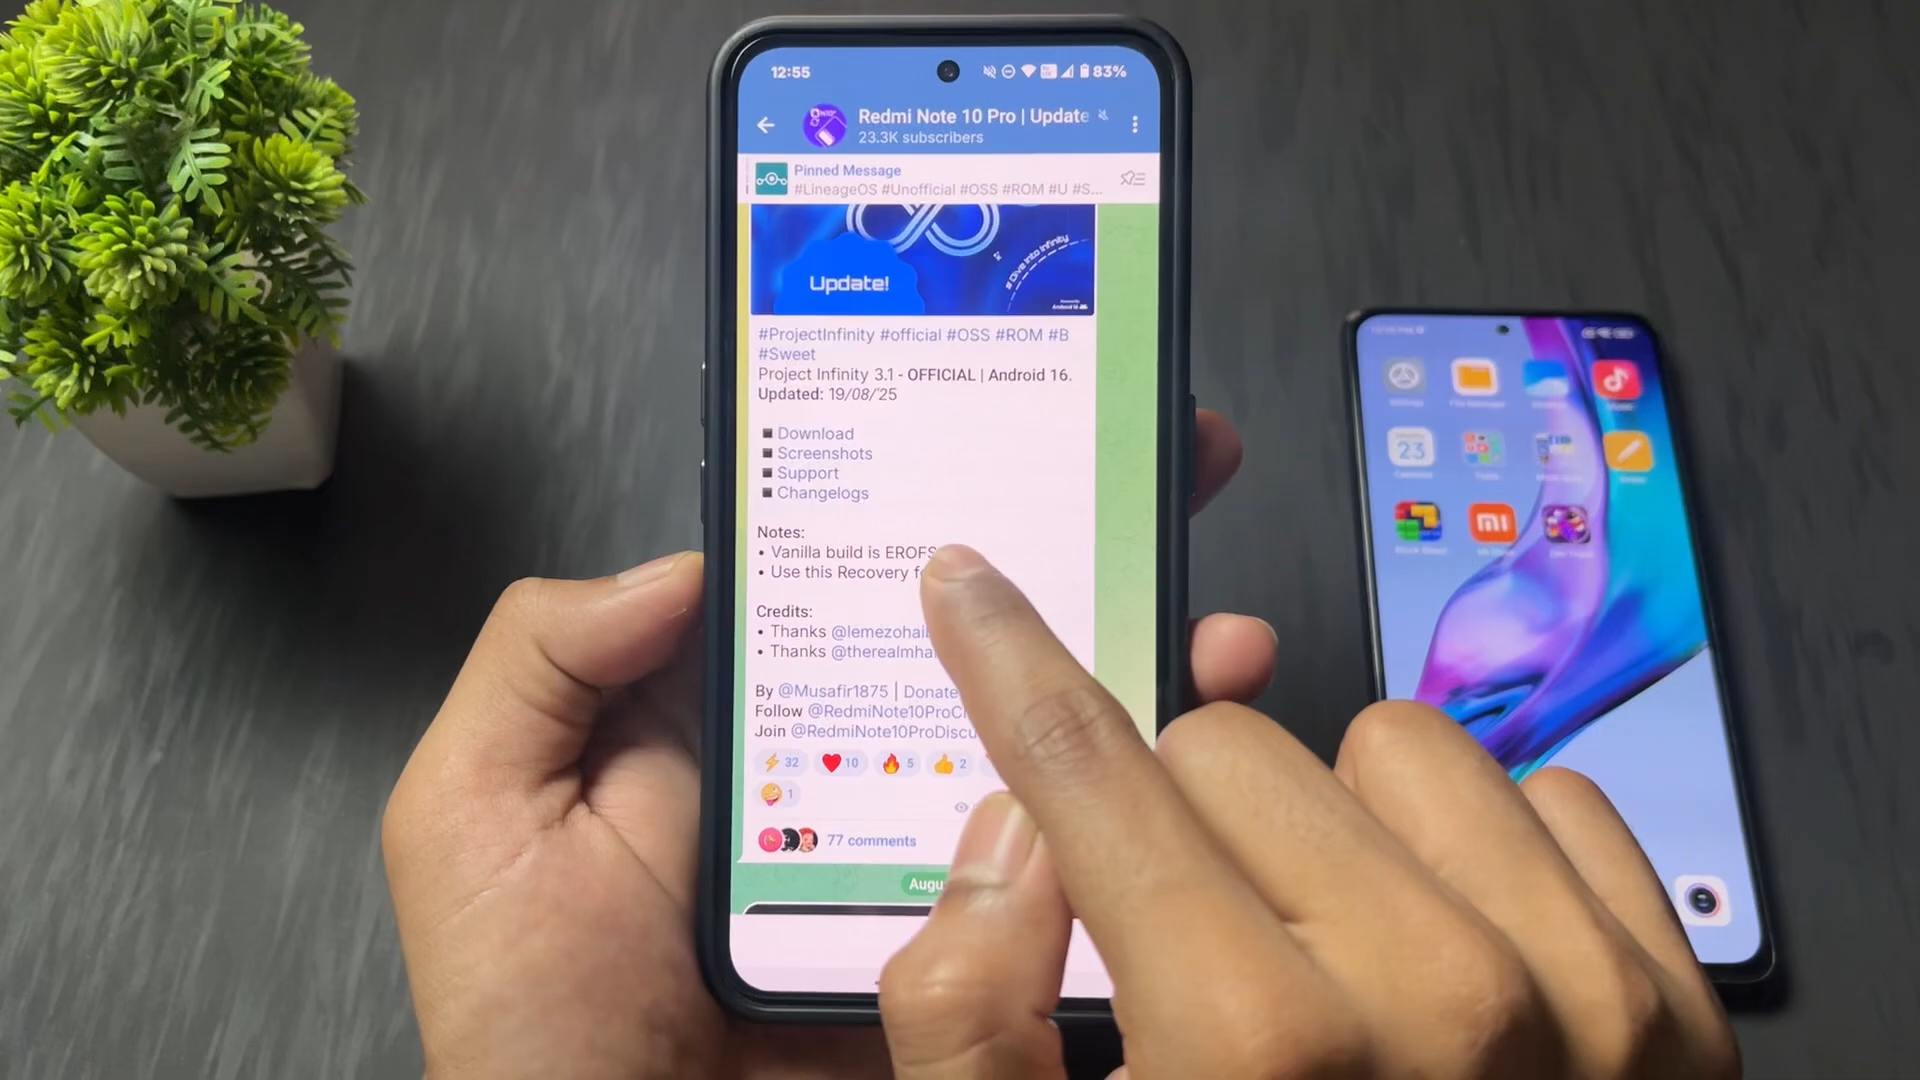 12:55
83%
Redmi Note 10 Pro | Update
23.3K subscribers
Pinned Message
#LineageOS #Unofficial #OSS #ROM #U #S...
Update!
#Dive into Infinity
#ProjectInfinity #official #OSS #ROM #B
#Sweet
Project Infinity 3.1 - OFFICIAL | Android 16.
Updated: 19/08/'25
Download
Screenshots
Support
Changelogs
Notes:
• Vanilla build is EROFS
• Use this Recovery
Credits:
• Thanks @lemezohai
• Thanks @therealmha
By @Musafir1875 | Donate
Follow @RedmiNote10ProC
Join @RedmiNote10ProDiscu
32 10 5 2
1
77 comments
Augu
23